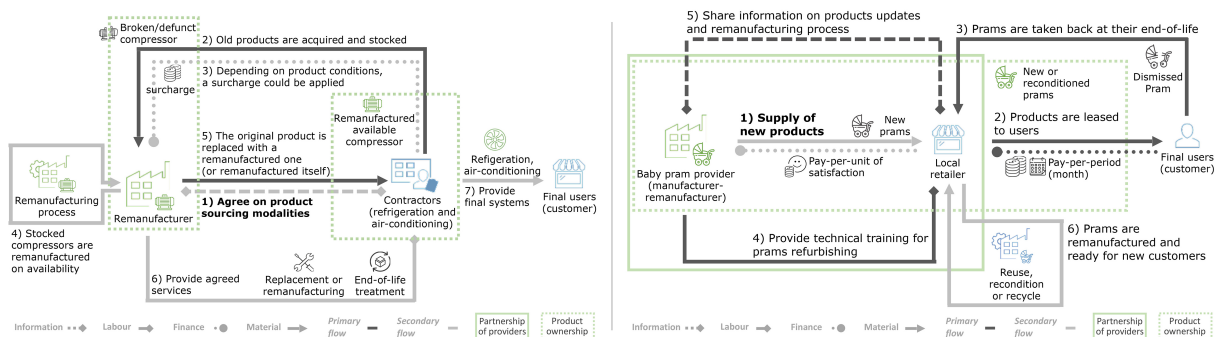 Broken/defunct
compressor
2) Old products are acquired and stocked
3) Depending on product conditions,
a surcharge could be applied
surcharge
Remanufactured
available
compressor
5) The original product is
replaced with a
remanufactured one
(or remanufactured itself)
Refigeration,
air-conditioning
Remanufacturing
process
Remanufacturer
1) Agree on product
sourcing modalities
Contractors
(refrigeration and
air-conditioning)
7) Provide
final systems
Final users
(customer)
4) Stocked
compressors are
remanufactured
on availability
6) Provide agreed
services
Replacement or
remanufacturing
End-of-life
treatment
Information
Labour
Finance
Material
Primary
flow
Secondary
flow
Partnership
of providers
Product
ownership
5) Share information on products updates
and remanufacturing process
3) Prams are taken back at their end-of-life
New or
reconditioned
prams
Dismissed
Pram
1) Supply of
new products
New
prams
2) Products are leased
to users
Pay-per-unit of
satisfaction
Baby pram provider
(manufacturer-
remanufacturer)
Local
retailer
Pay-per-period
(month)
Final users
(customer)
4) Provide technical training for
prams refurbishing
6) Prams are
remanufactured and
ready for new customers
Reuse,
recondition
or recycle
Information
Labour
Finance
Material
Primary
flow
Secondary
flow
Partnership
of providers
Product
ownership